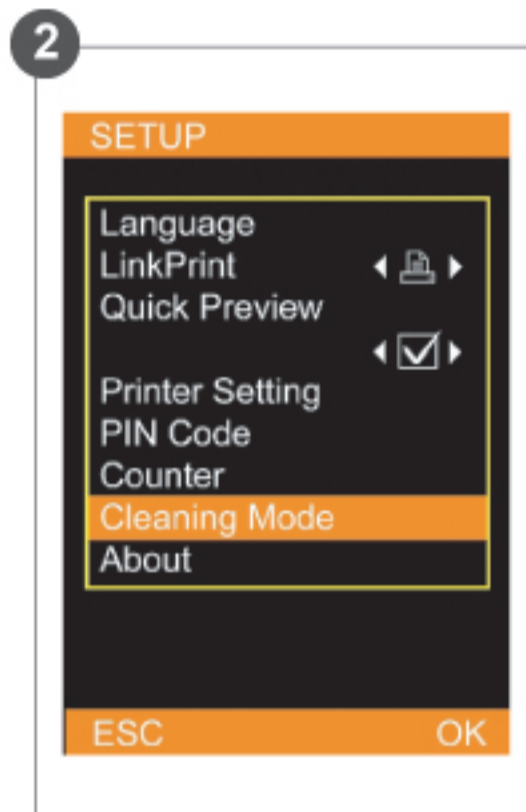 2
SETUP
Language
LinkPrint
Quick Preview
Printer Setting
PIN Code
Counter
Cleaning Mode
About
ESC OK